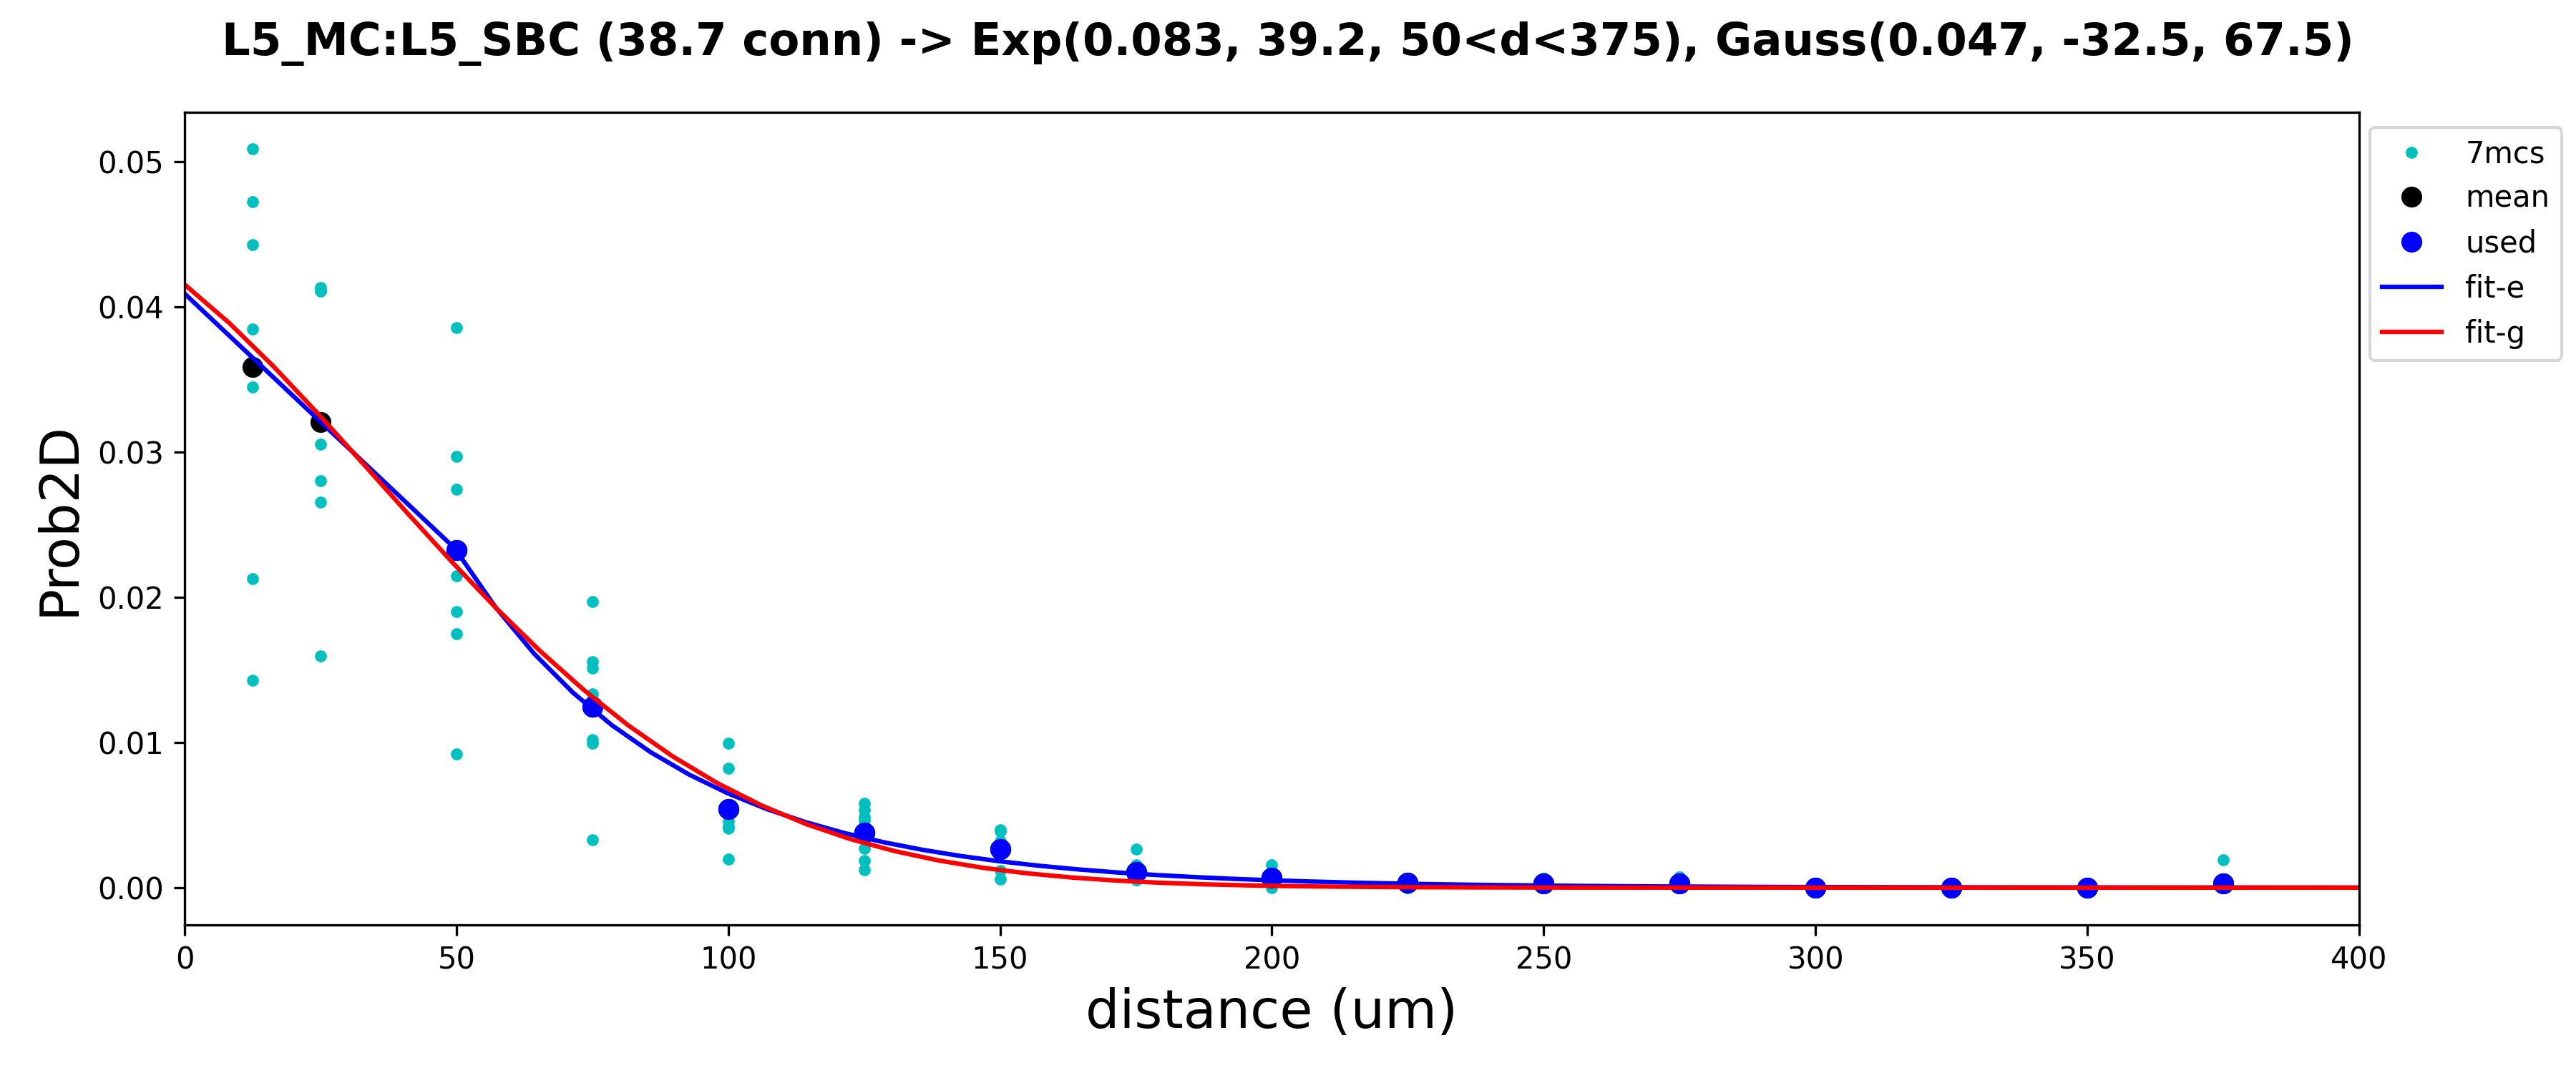 L5_MC:L5_SBC (38.7 conn) -> Exp(0.083, 39.2, 50<d<375), Gauss(0.047, -32.5, 67.5)
7mcs
mean
used
fit-e
fit-g
Prob2D
0.05
0.04
0.03
0.02
0.01
0.00
0 50 100 150 200 250 300 350 400
distance (um)